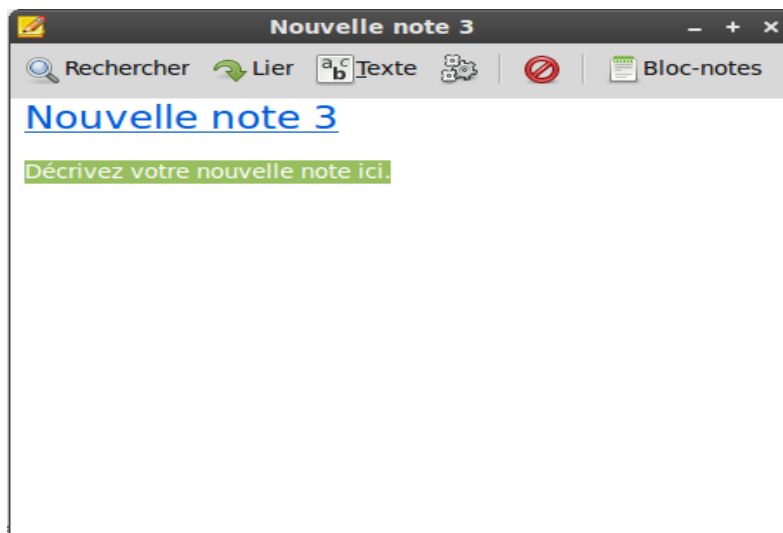 Nouvelle note 3
Rechercher Lier Texte Bloc-notes
Nouvelle note 3
Décrivez votre nouvelle note ici.